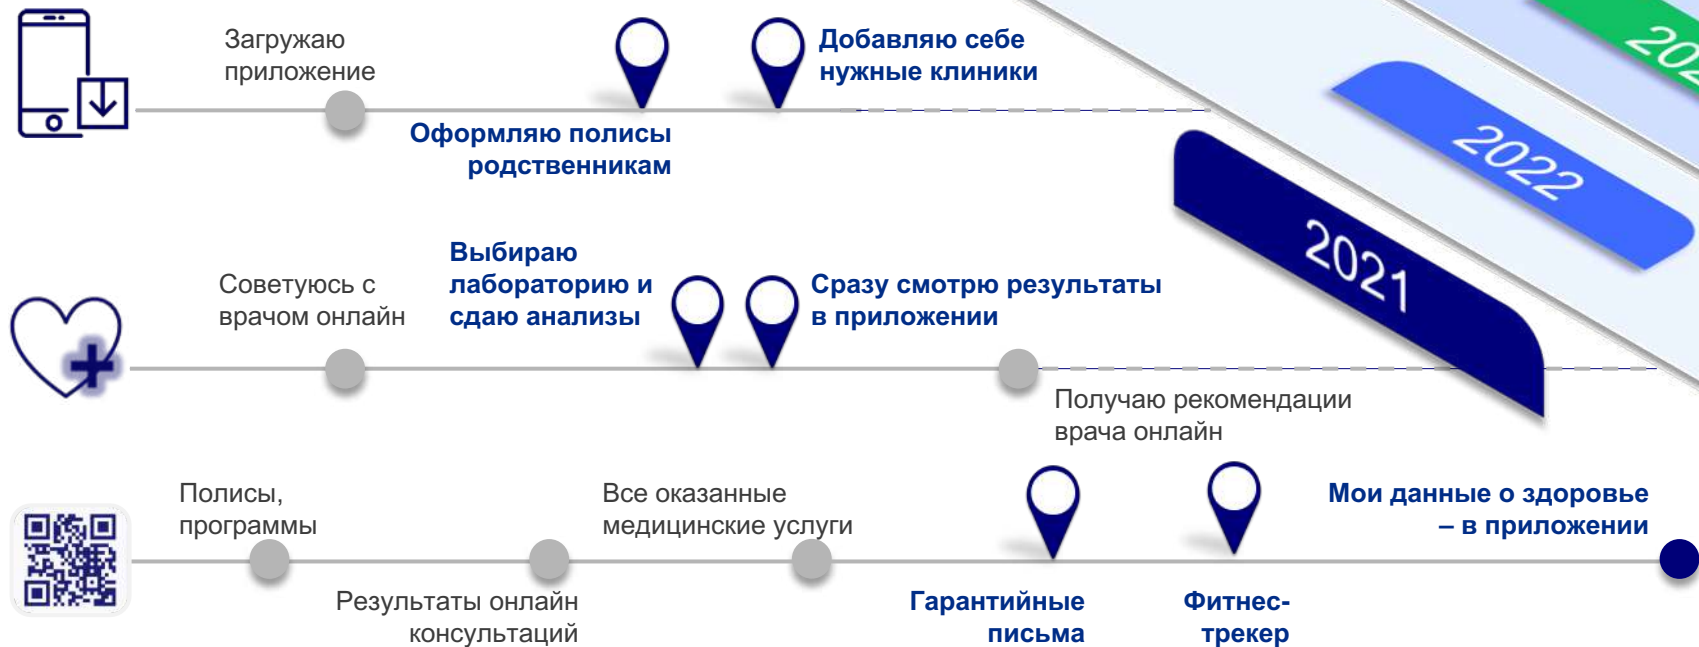 Загружаю
приложение
Добавляю себе
нужные клиники
Оформляю полисы
родственникам
2022
2021
Советуюсь с
врачом онлайн
Выбираю
лабораторию и
сдаю анализы
Сразу смотрю результаты
в приложении
Получаю рекомендации
врача онлайн
Полисы,
программы
Все оказанные
медицинские услуги
Мои данные о здоровье
– в приложении
Результаты онлайн
консультаций
Гарантийные
письма
Фитнес-
трекер